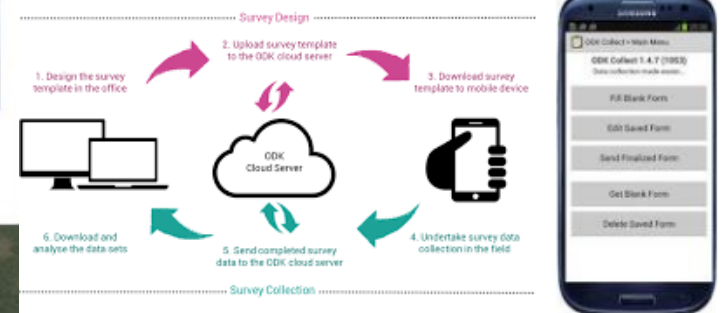 Survey Design
2. Upload survey template
to the ODK cloud server
1. Design the survey
template in the office
3. Download survey
template to mobile device
ODK
Cloud Server
6. Download and
analyse the data sets
5. Send completed survey
data to the ODK cloud server
4. Undertake survey data
collection in the field
Survey Collection
SAMSUNG
ODK Collect > Main Menu
ODK Collect 1.4.7 (1053)
Data collection made easier...
Fill Blank Form
Edit Saved Form
Send Finalized Form
Get Blank Form
Delete Saved Form